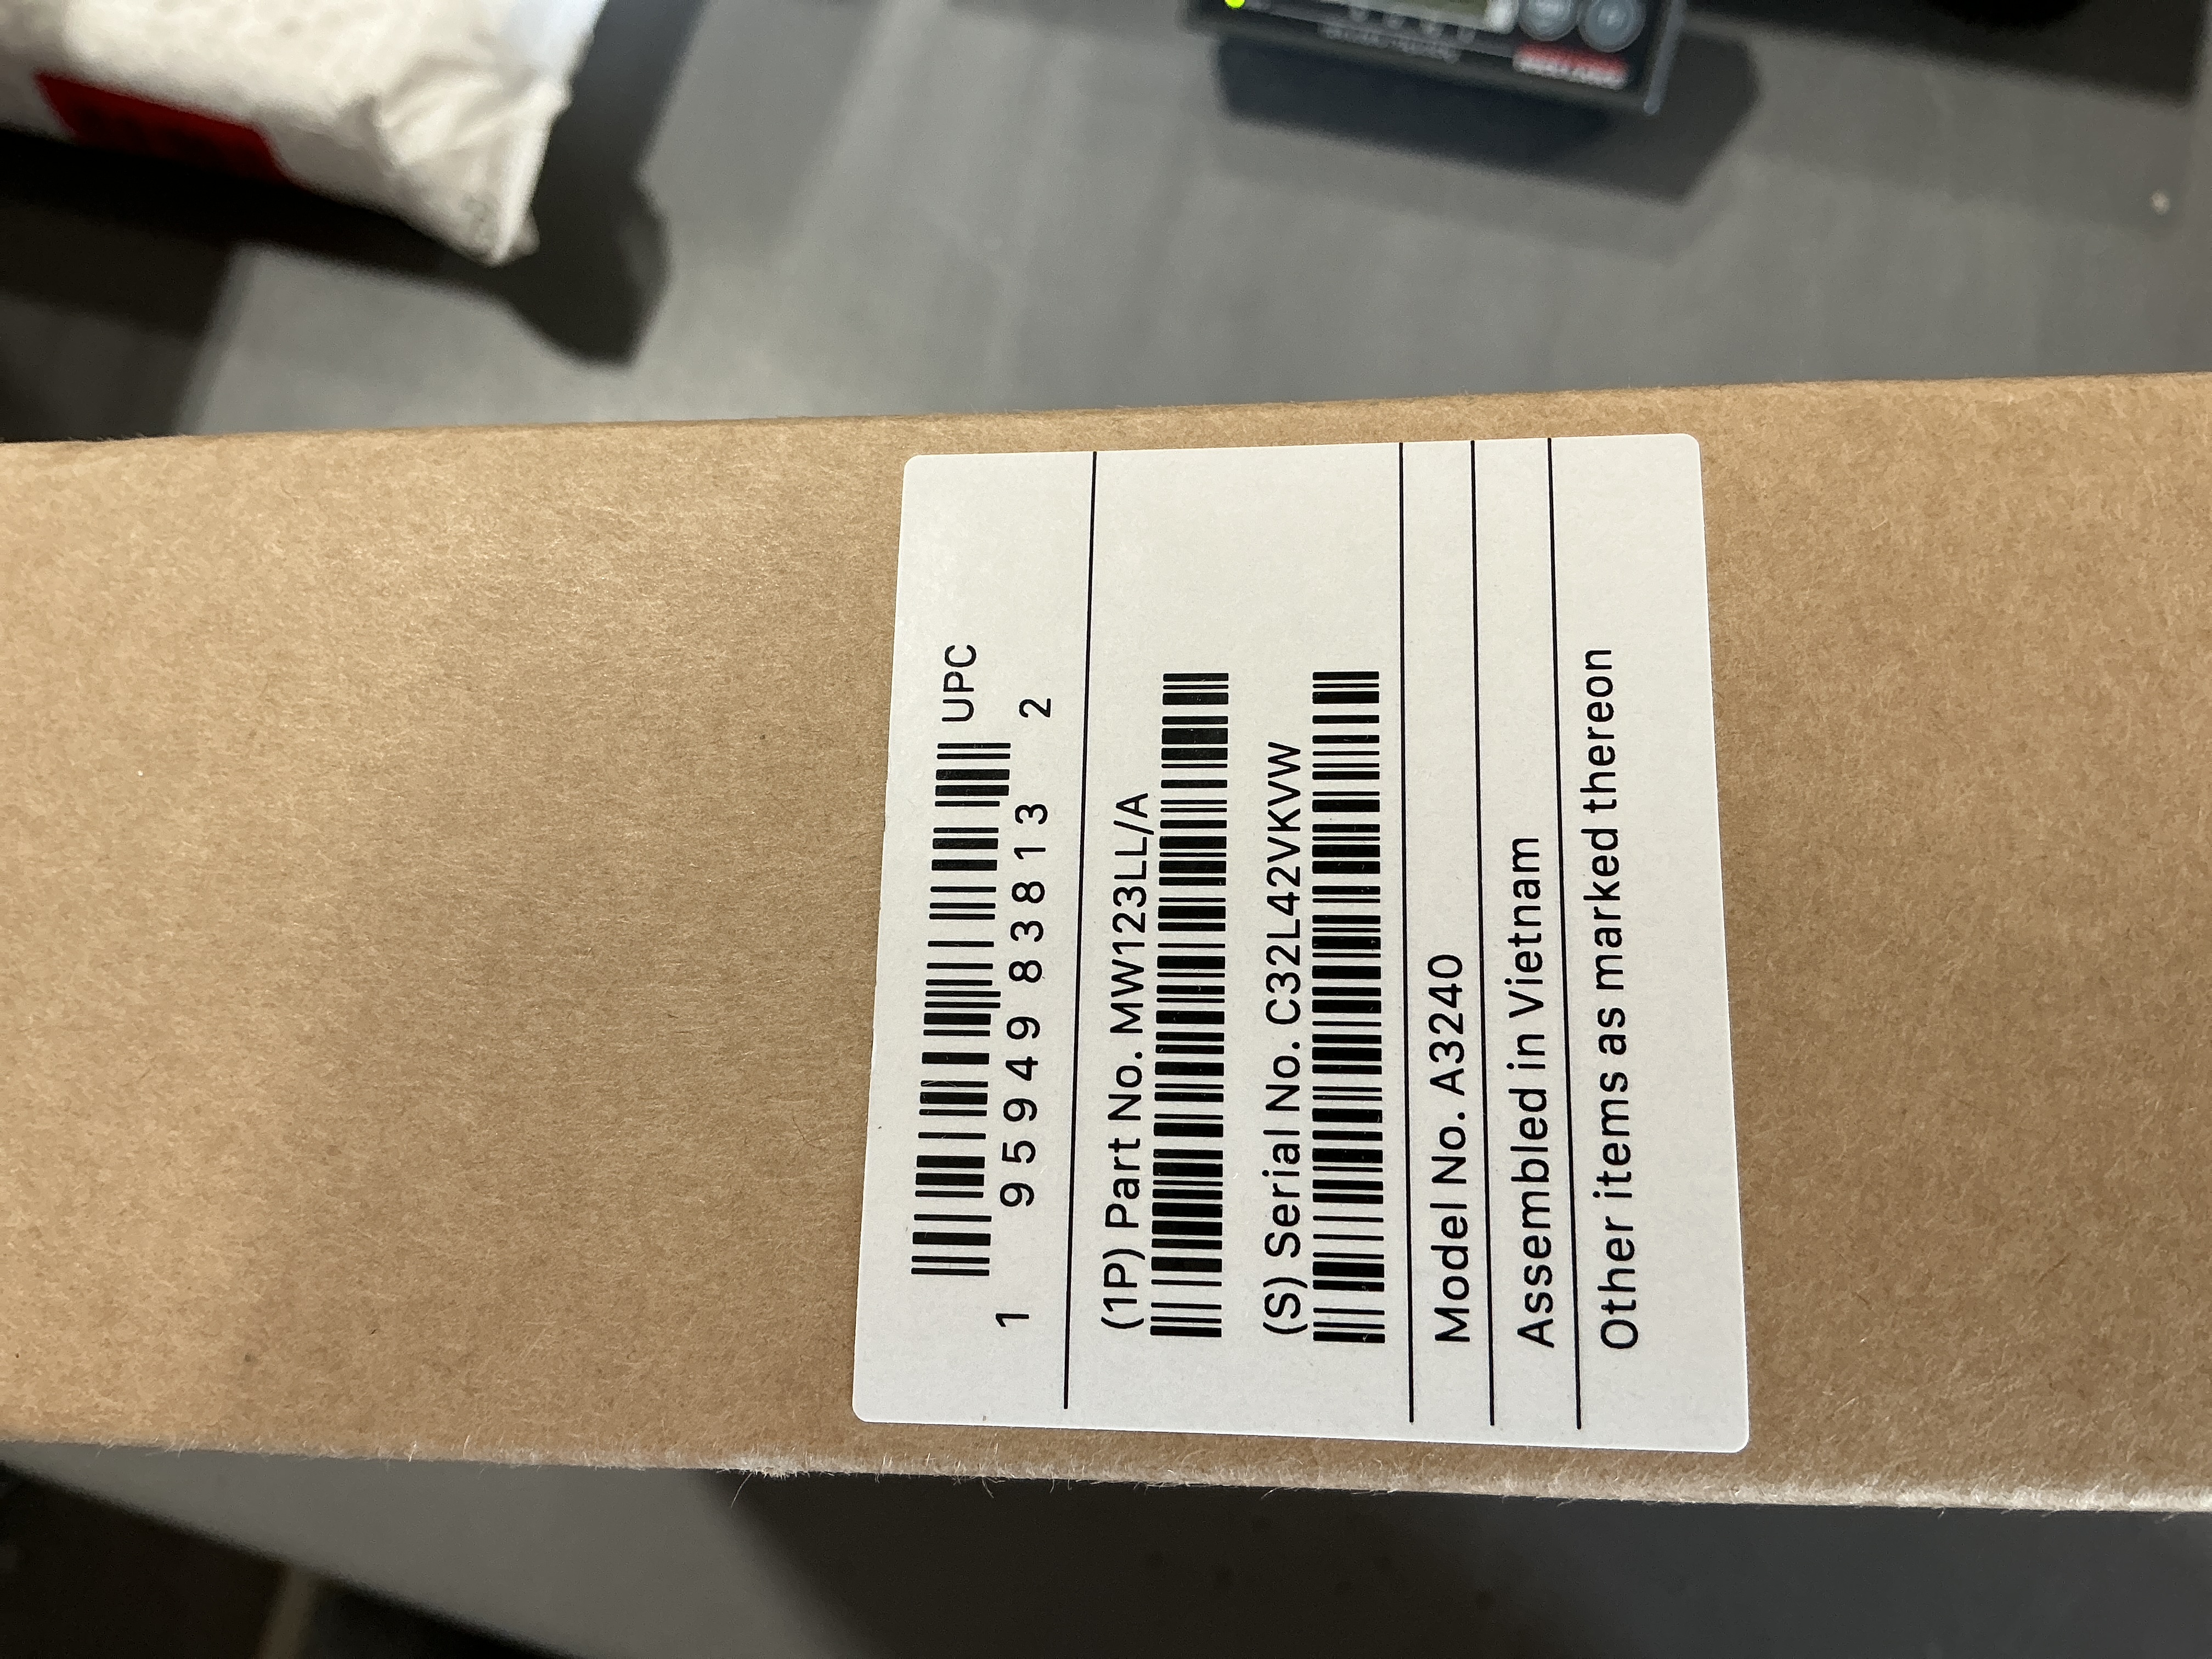 UPC
1 95949 83813 2
(1P) Part No. MW123LL/A
(S) Serial No. C32L42VKVW
Model No. A3240
Assembled in Vietnam
Other items as marked thereon